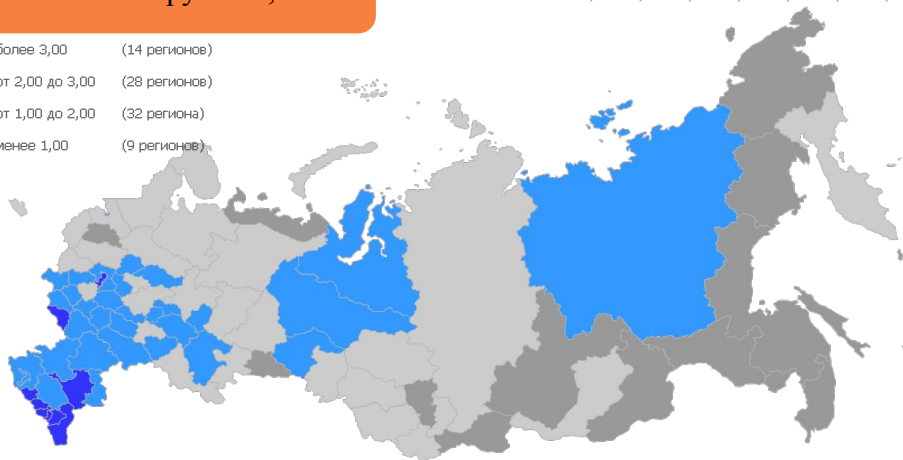 более 3,00 (14 регионов)
от 2,00 до 3,00 (28 регионов)
от 1,00 до 2,00 (32 региона)
менее 1,00 (9 регионов)